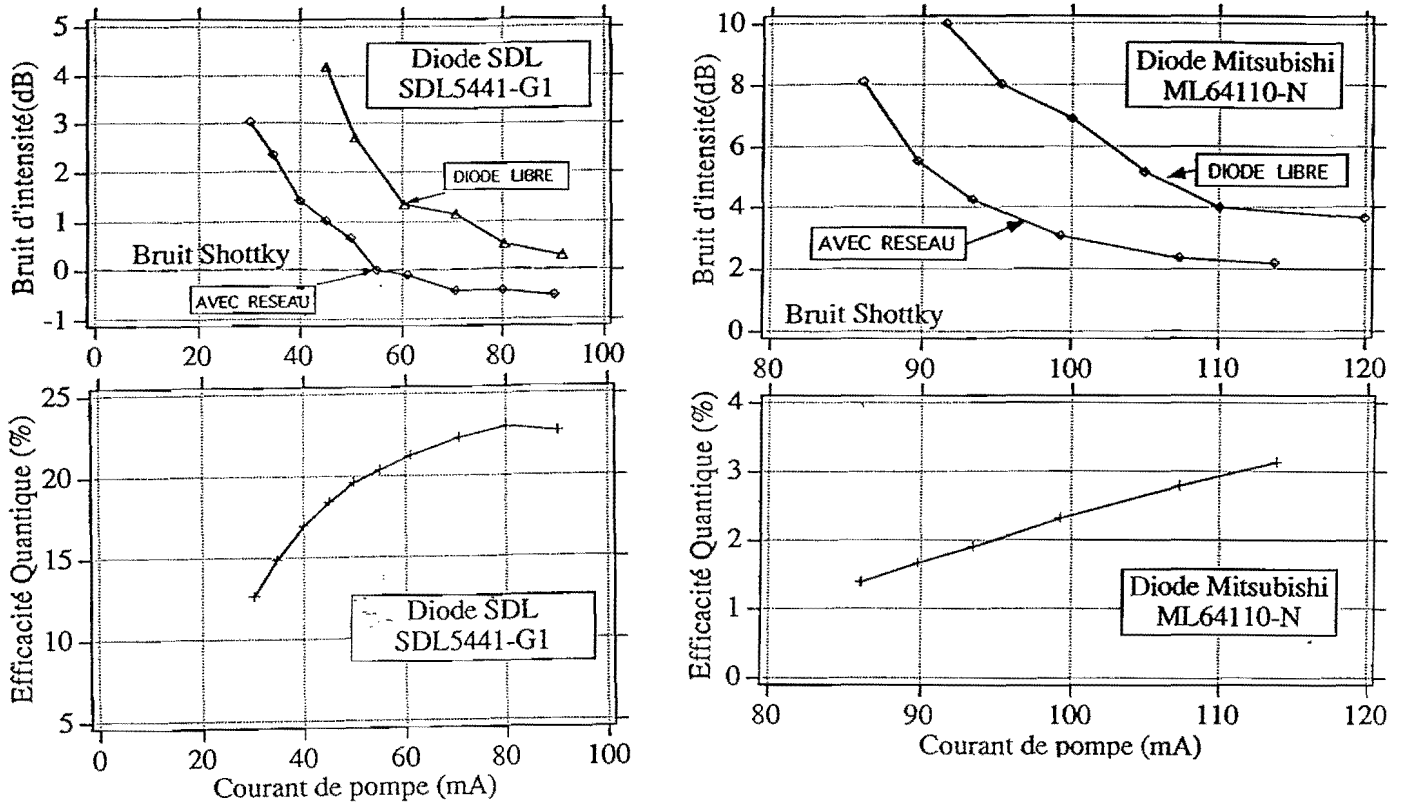 Bruit d'intensité(dB)
5
4
3
2
1
0
-1
Diode SDL
SDL5441-G1
DIODE LIBRE
Bruit Shottky
AVEC RESEAU
0 20 40 60 80 100
Bruit d'intensité(dB)
10
8
6
4
2
0
Diode Mitsubishi
ML64110-N
DIODE LIBRE
AVEC RESEAU
Bruit Shottky
80 90 100 110 120
Efficacité Quantique (%)
25
20
15
10
5
Diode SDL
SDL5441-G1
0 20 40 60 80 100
Courant de pompe (mA)
Efficacité Quantique (%)
4
3
2
1
0
Diode Mitsubishi
ML64110-N
80 90 100 110 120
Courant de pompe (mA)